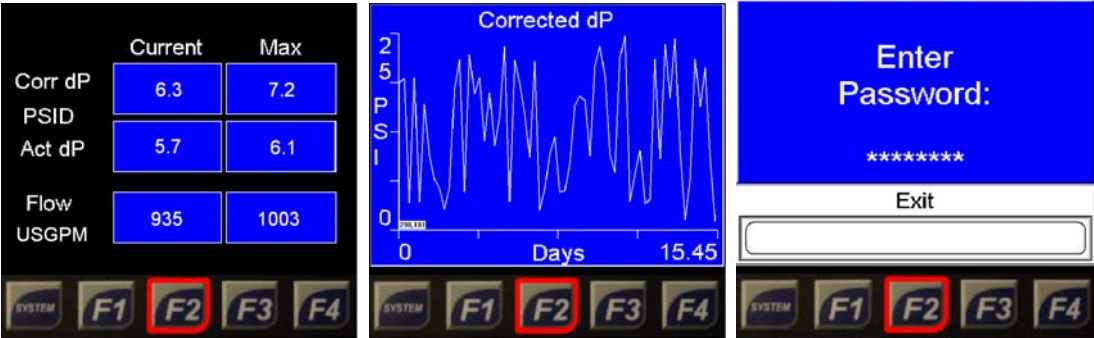 Current Max
Corr dP 6.3 7.2
PSID
Act dP 5.7 6.1
Flow
USGPM
935 1003
SYSTEM F1 F2 F3 F4
Corrected dP
25
PSI
0
0 Days 15.45
SYSTEM F1 F2 F3 F4
Enter
Password:
********
Exit
SYSTEM F1 F2 F3 F4